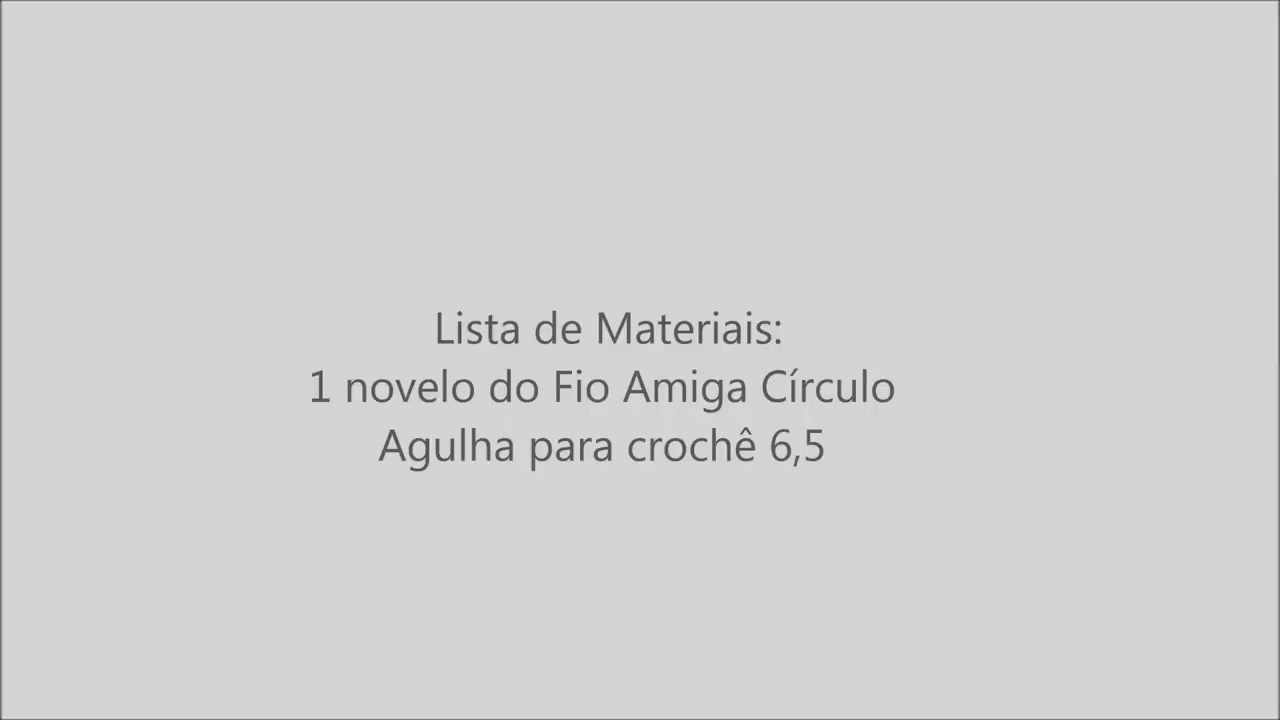 Lista de Materiais:
1 novelo do Fio Amiga Círculo
Agulha para crochê 6,5